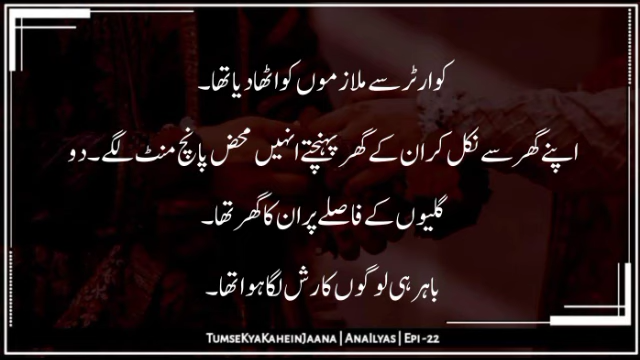 کوارٹر سے ملازموں کو اٹھا دیا تھا۔
اپنے گھر سے نکل کر ان کے گھر پہنچتے انہیں محض پانچ منٹ لگے۔ دو
گلیوں کے فاصلے پر ان کا گھر تھا۔
باہر ہی لوگوں کا رش لگا ہوا تھا۔
TumseKyaKaheinJaana | AnaIlyas | Epi -22